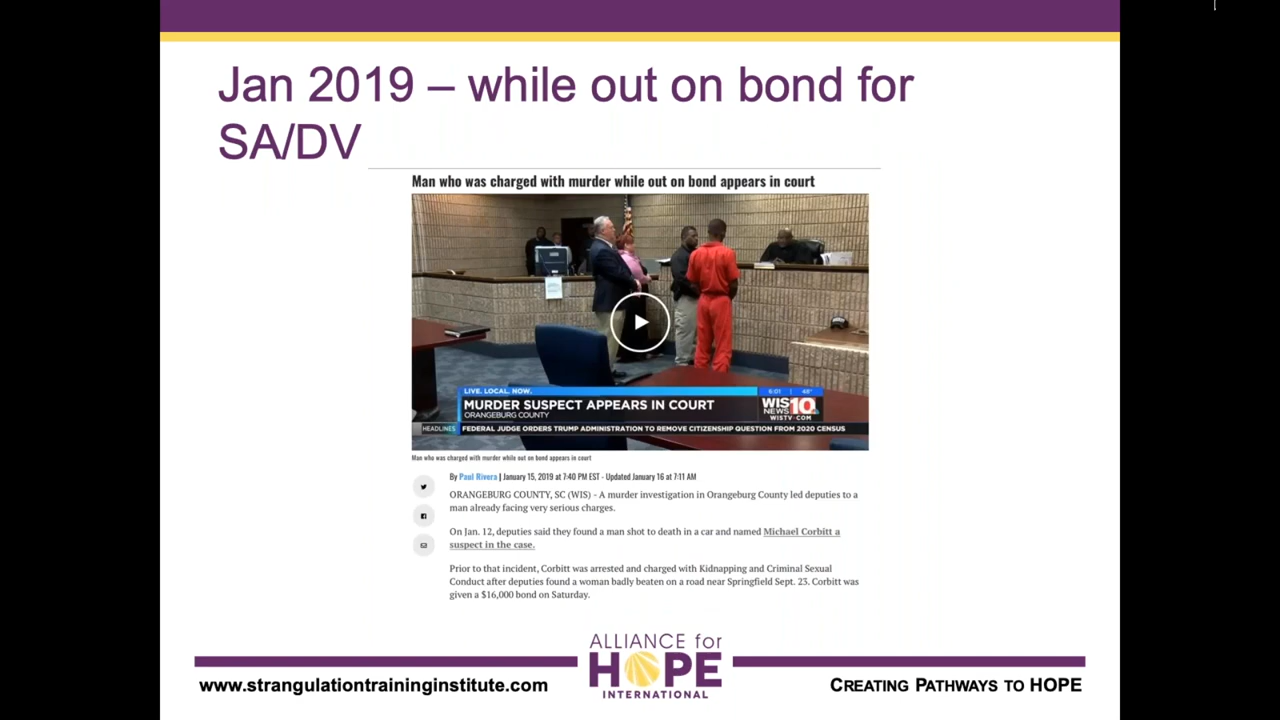 Jan 2019 – while out on bond for
SA/DV
Man who was charged with murder while out on bond appears in court
LIVE. LOCAL. NOW.
6:01 | 48°
MURDER SUSPECT APPEARS IN COURT
ORANGEBURG COUNTY
WIS
NEWS 10
WISTV.COM
HEADLINES FEDERAL JUDGE ORDERS TRUMP ADMINISTRATION TO REMOVE CITIZENSHIP QUESTION FROM 2020 CENSUS
Man who was charged with murder while out on bond appears in court
By Paul Rivera | January 15, 2019 at 7:40 PM EST - Updated January 16 at 7:11 AM
ORANGEBURG COUNTY, SC (WIS) - A murder investigation in Orangeburg County led deputies to a
man already facing very serious charges.
On Jan. 12, deputies said they found a man shot to death in a car and named Michael Corbitt a
suspect in the case.
Prior to that incident, Corbitt was arrested and charged with Kidnapping and Criminal Sexual
Conduct after deputies found a woman badly beaten on a road near Springfield Sept. 23. Corbitt was
given a $16,000 bond on Saturday.
ALLIANCE for
HOPE
INTERNATIONAL
www.strangulationtraininginstitute.com
CREATING PATHWAYS TO HOPE